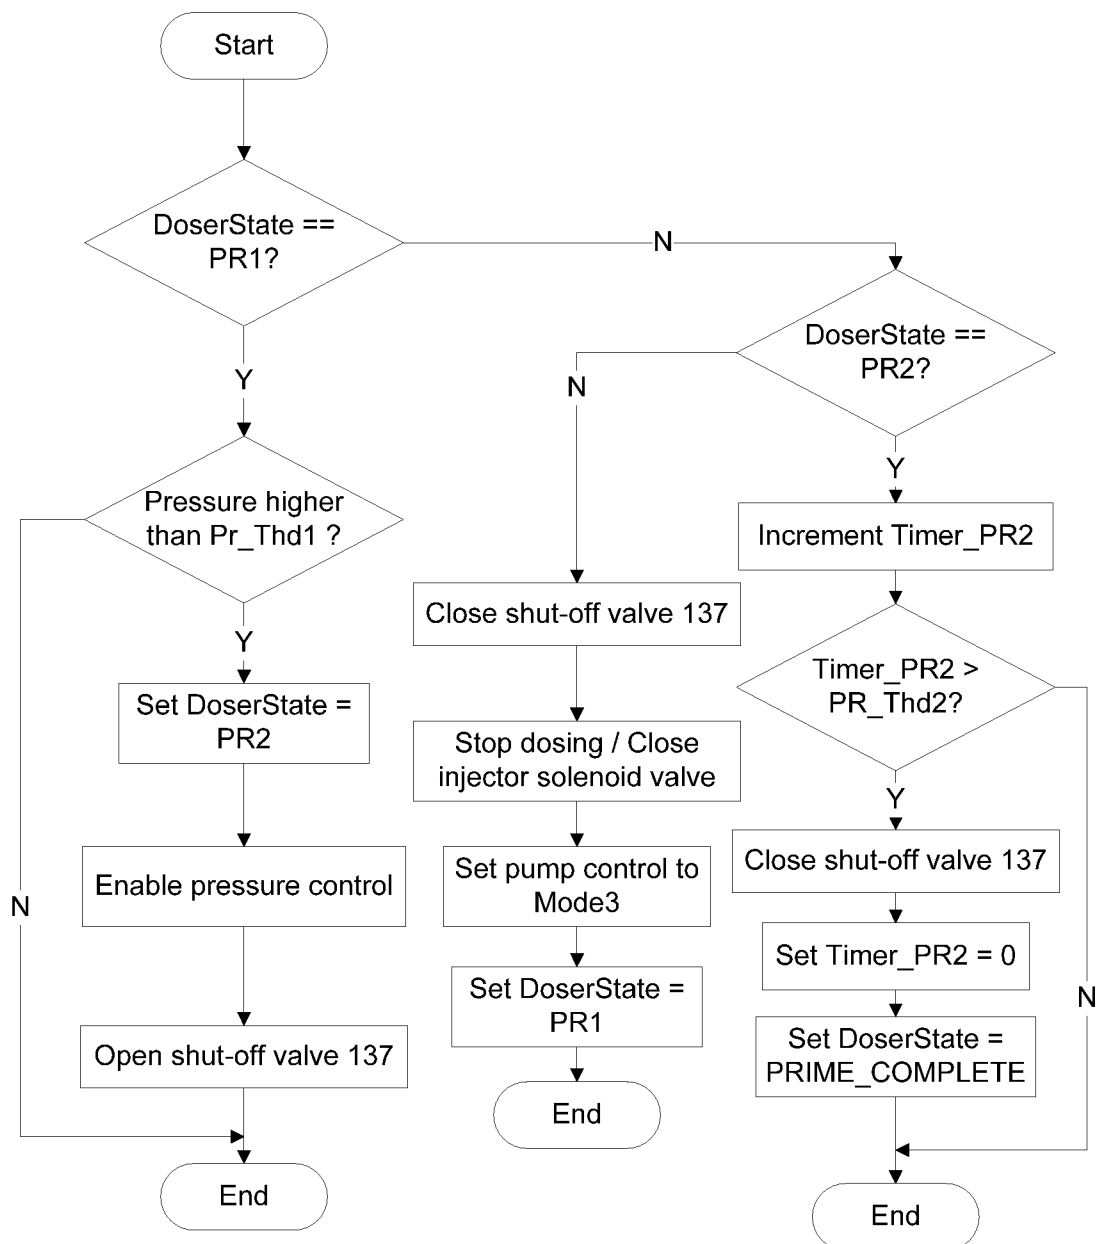 Start
DoserState ==
PR1?
N
DoserState ==
PR2?
Y
N
Y
Pressure higher
than Pr_Thd1 ?
Increment Timer_PR2
Close shut-off valve 137
Y
Timer_PR2 >
PR_Thd2?
Set DoserState =
PR2
Stop dosing / Close
injector solenoid valve
Y
Close shut-off valve 137
Enable pressure control
Set pump control to
Mode3
N
Set Timer_PR2 = 0
N
Set DoserState =
PR1
Open shut-off valve 137
Set DoserState =
PRIME_COMPLETE
End
End
End